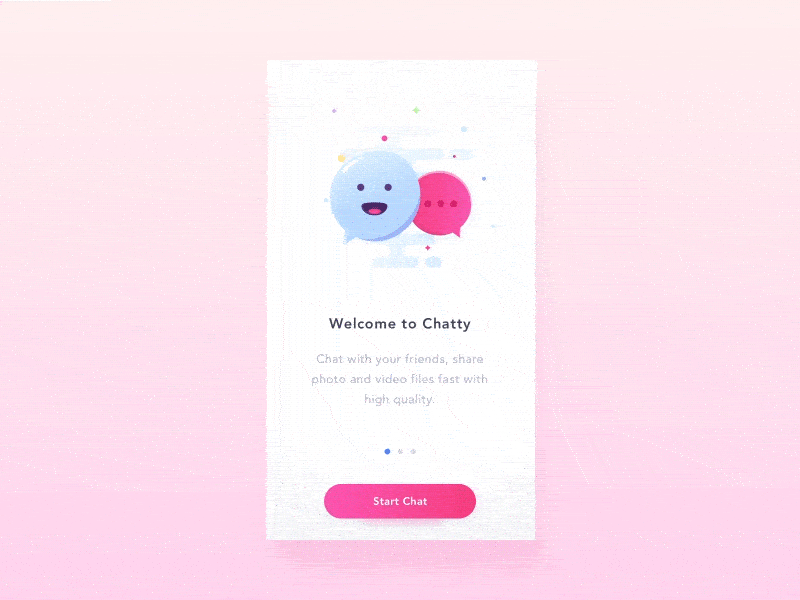 Welcome to Chatty
Chat with your friends, share
photo and video files fast with
high quality.
Start Chat